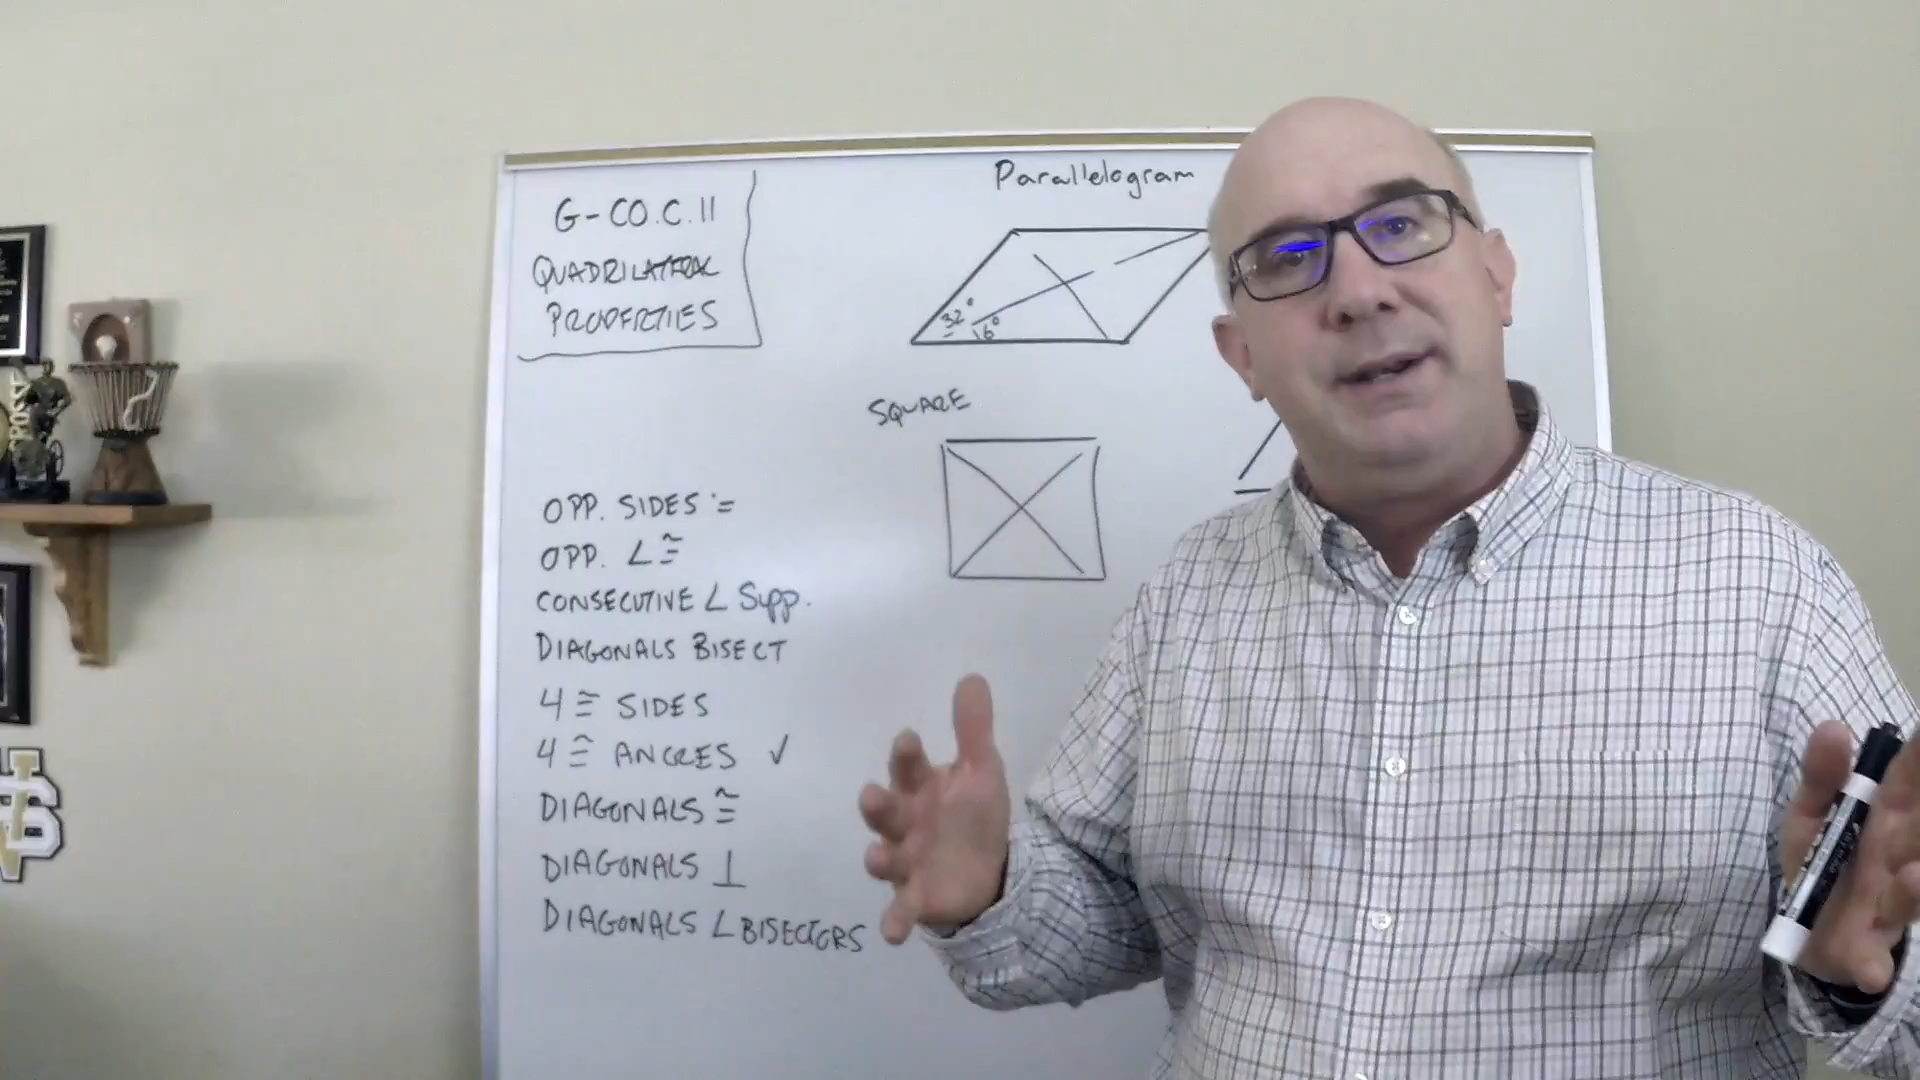 G-CO.C.11
QUADRILATERAL
PROPERTIES
Parallelogram
32°
16°
SQUARE
OPP. SIDES =
OPP. ∠ ≅
CONSECUTIVE ∠ Supp.
DIAGONALS BISECT
4 ≅ SIDES
4 ≅ ANGLES ✓
DIAGONALS ≅
DIAGONALS ⊥
DIAGONALS ∠ BISECTORS